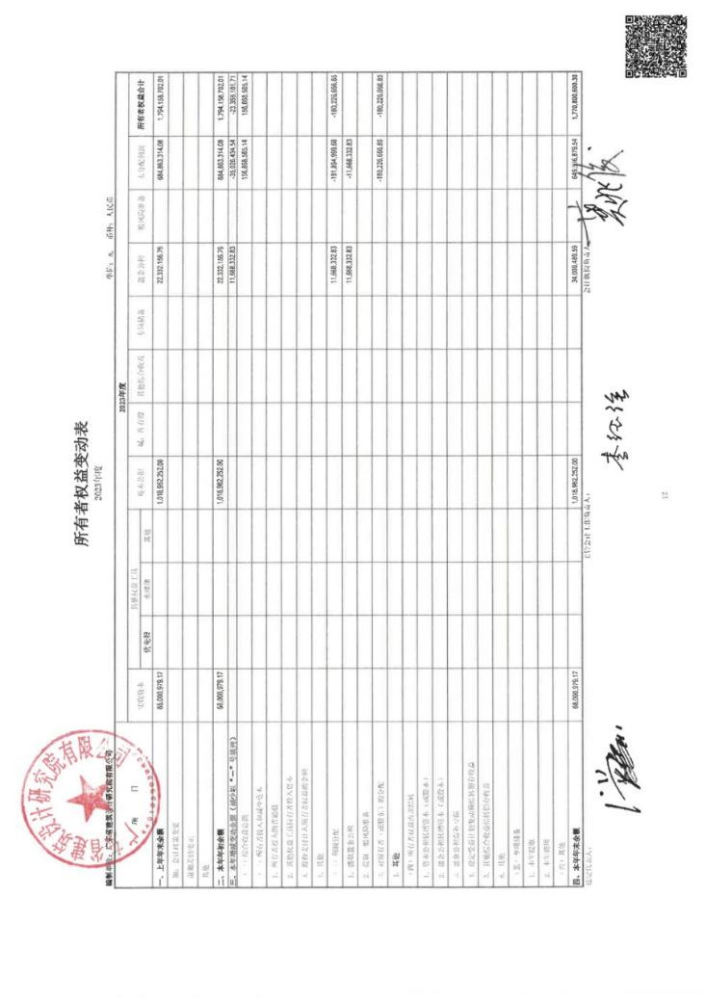 所有者权益变动表
2023年度
编制单位：广东省建筑设计研究院有限公司 单位：元 币种：人民币
2023年度
实收资本 其他权益工具 资本公积 减：库存股 其他综合收益 专项储备 盈余公积 一般风险准备 未分配利润 所有者权益合计
优先股 永续债 其他
一、上年年末余额 68,000,979.17 1,018,962,252.00 22,332,156.76 684,863,314.08 1,794,158,702.01
加：会计政策变更
前期差错更正
其他
二、本年年初余额 68,000,979.17 1,018,962,252.00 22,332,156.76 684,863,314.08 1,794,158,702.01
三、本年增减变动金额（减少以"－"号填列） 11,668,332.83 -35,026,434.54 -23,358,101.71
（一）综合收益总额 156,868,565.14 156,868,565.14
（二）所有者投入和减少资本
1. 所有者投入的普通股
2. 其他权益工具持有者投入资本
3. 股份支付计入所有者权益的金额
4. 其他
（三）利润分配 11,668,332.83 -191,894,999.68 -180,226,666.85
1. 提取盈余公积 11,668,332.83 -11,668,332.83
2. 提取一般风险准备
3. 对所有者（或股东）的分配 -180,226,666.85 -180,226,666.85
4. 其他
（四）所有者权益内部结转
1. 资本公积转增资本（或股本）
2. 盈余公积转增资本（或股本）
3. 盈余公积弥补亏损
4. 设定受益计划变动额结转留存收益
5. 其他综合收益结转留存收益
6. 其他
（五）专项储备
1. 本年提取
2. 本年使用
（六）其他
四、本年年末余额 68,000,979.17 1,018,962,252.00 34,000,489.59 1,770,800,600.30
法定代表人： 主管会计工作负责人： 会计机构负责人：
12